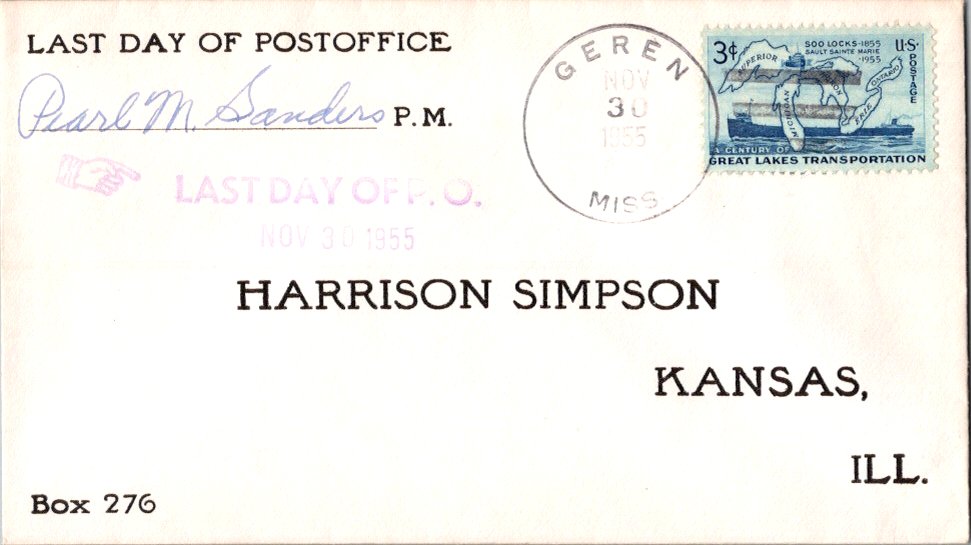 LAST DAY OF POSTOFFICE
Pearl M. Sanders P.M.
LAST DAY OF P.O.
NOV 30 1955
GEREN
NOV
30
1955
MISS
3¢
SOO LOCKS-1855
SAULT SAINTE MARIE
-1955
U.S. POSTAGE
SUPERIOR
MICHIGAN
HURON
ERIE
ONTARIO
A CENTURY OF
GREAT LAKES TRANSPORTATION
HARRISON SIMPSON
KANSAS,
ILL.
Box 276